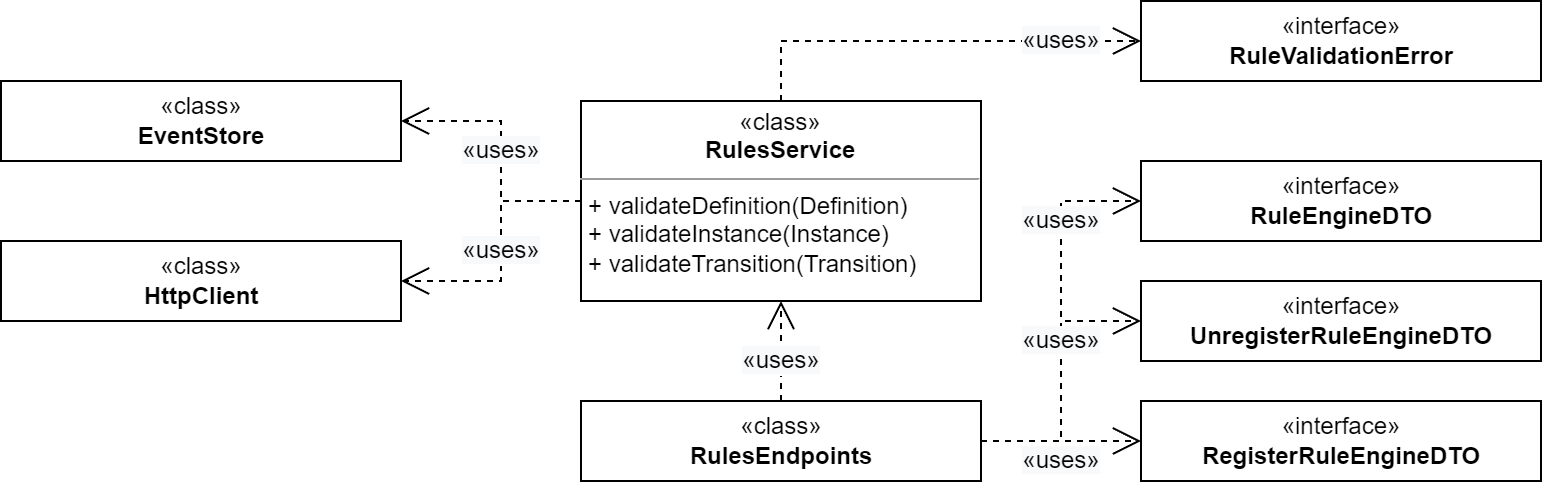 «uses»
«interface»
RuleValidationError
«class»
EventStore
«uses»
«class»
RulesService
+ validateDefinition(Definition)
+ validateInstance(Instance)
+ validateTransition(Transition)
«class»
HttpClient
«uses»
«uses»
«interface»
RuleEngineDTO
«uses»
«interface»
UnregisterRuleEngineDTO
«uses»
«class»
RulesEndpoints
«uses»
«interface»
RegisterRuleEngineDTO